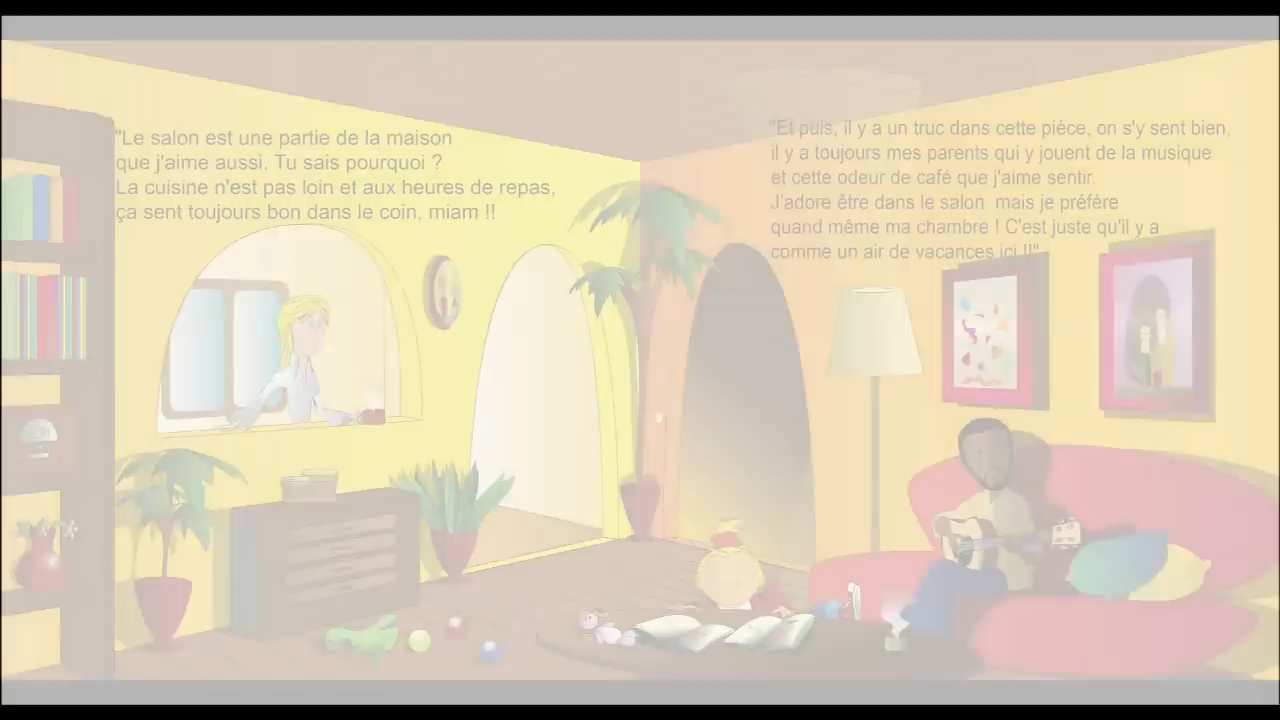 "Le salon est une partie de la maison
que j'aime aussi. Tu sais pourquoi ?
La cuisine n'est pas loin et aux heures de repas,
ça sent toujours bon dans le coin, miam !!
"Et puis, il y a un truc dans cette pièce, on s'y sent bien,
il y a toujours mes parents qui y jouent de la musique
et cette odeur de café que j'aime sentir.
J'adore être dans le salon mais je préfère
quand même ma chambre ! C'est juste qu'il y a
comme un air de vacances ici !!"